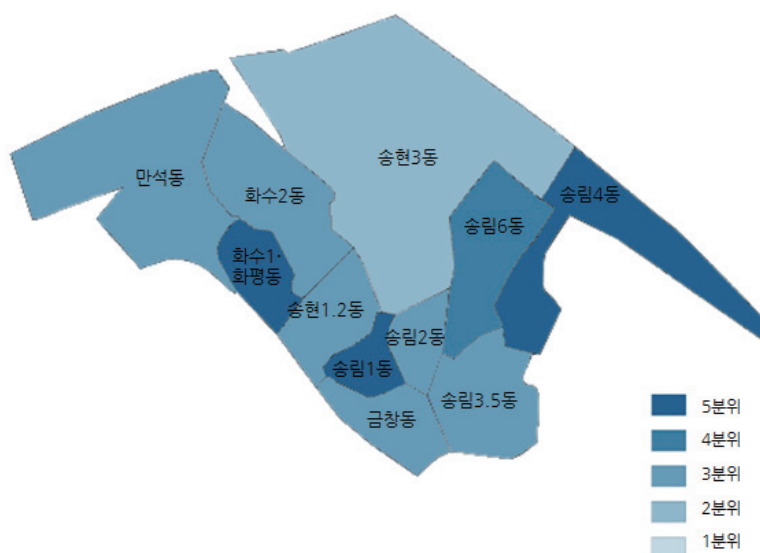 송현3동
만석동
화수2동
송림4동
송림6동
화수1·
화평동
송현1.2동
송림2동
송림1동
송림3.5동
금창동
5분위
4분위
3분위
2분위
1분위